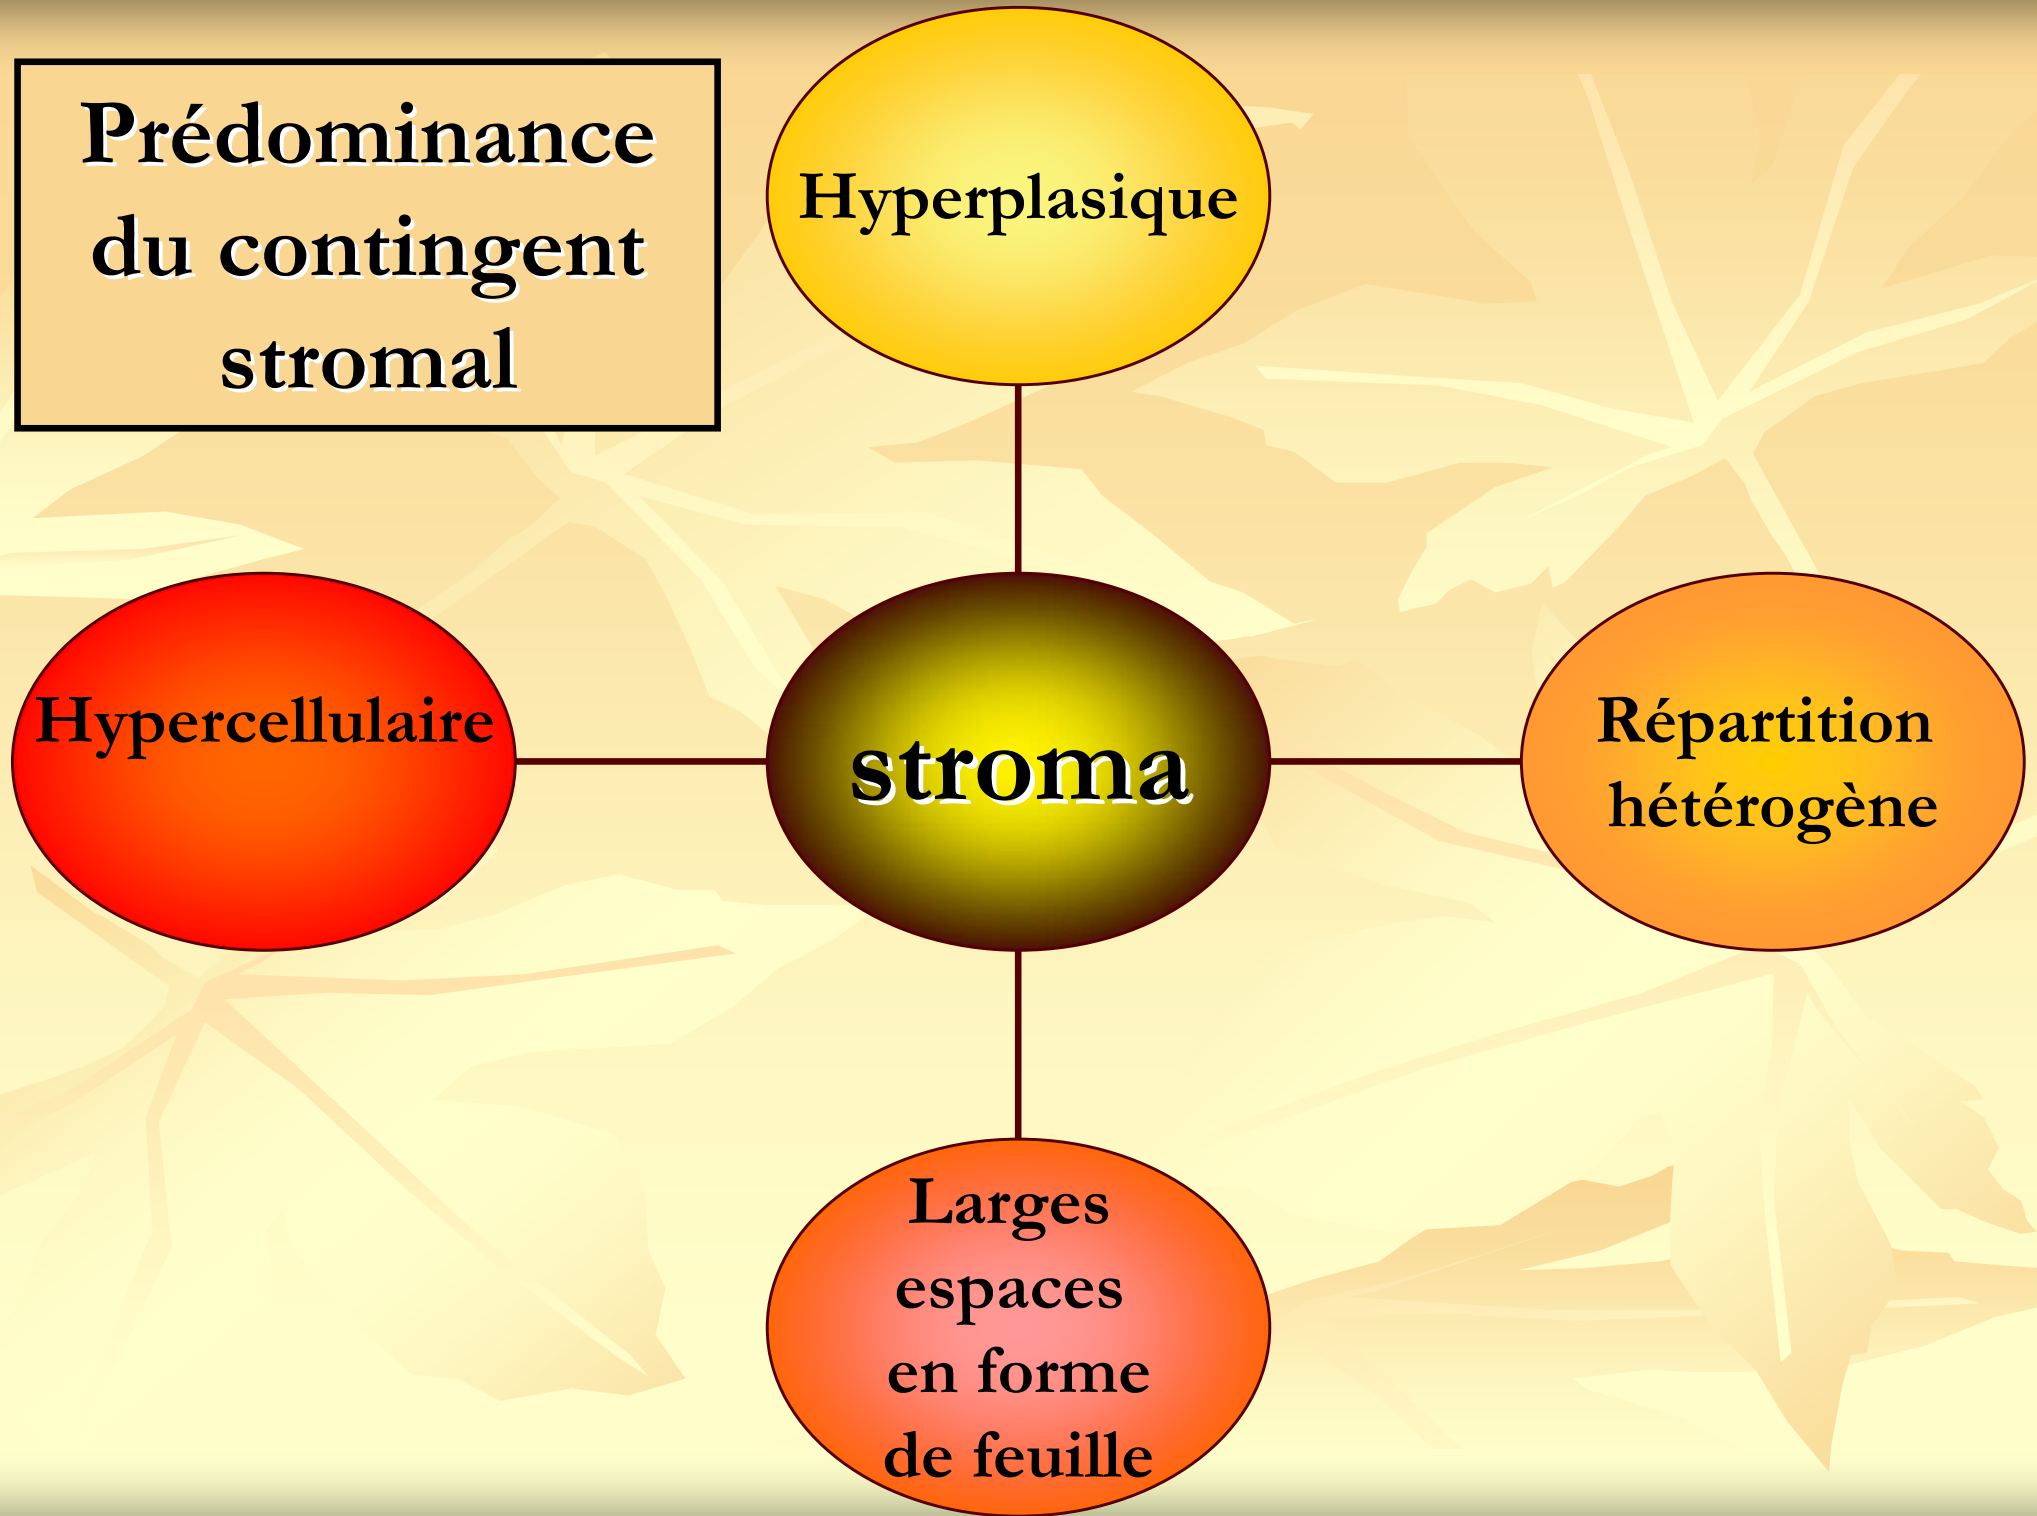 Prédominance
du contingent
stromal
Hyperplasique
Hypercellulaire
stroma
Répartition
hétérogène
Larges
espaces
en forme
de feuille